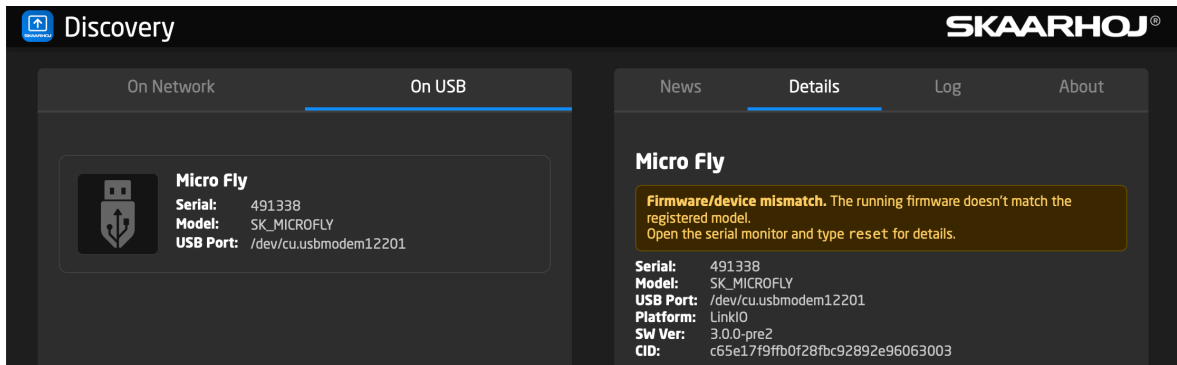 Discovery
SKAARHOJ®
On Network
On USB
Micro Fly
Serial: 491338
Model: SK_MICROFLY
USB Port: /dev/cu.usbmodem12201
News
Details
Log
About
Micro Fly
Firmware/device mismatch. The running firmware doesn't match the
registered model.
Open the serial monitor and type reset for details.
Serial: 491338
Model: SK_MICROFLY
USB Port: /dev/cu.usbmodem12201
Platform: LinkIO
SW Ver: 3.0.0-pre2
CID: c65e17f9ffb0f28fbc92892e96063003